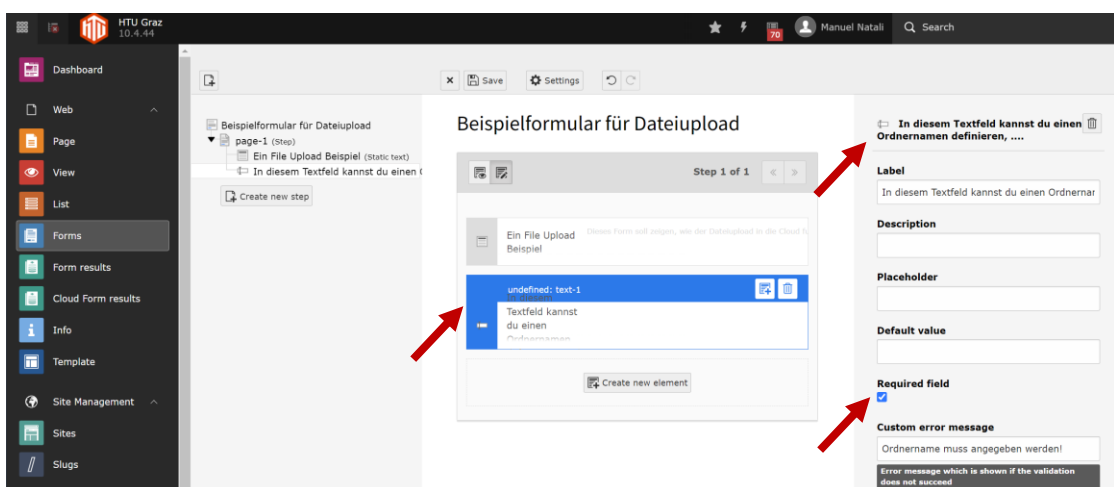 HTU Graz
10.4.44
70
Manuel Natali
Search
Dashboard
Web
Page
View
List
Forms
Form results
Cloud Form results
Info
Template
Site Management
Sites
Slugs
Beispielformular für Dateiupload
page-1 (Step)
Ein File Upload Beispiel (Static text)
In diesem Textfeld kannst du einen
Create new step
Save
Settings
Beispielformular für Dateiupload
Step 1 of 1
Ein File Upload
Beispiel
Dieses Form soll zeigen, wie der Dateiupload in die Cloud
undefined: text-1
In diesem
Textfeld kannst
du einen
Ordnernamen
Create new element
In diesem Textfeld kannst du einen
Ordnernamen definieren, ....
Label
In diesem Textfeld kannst du einen Ordnernar
Description
Placeholder
Default value
Required field
Custom error message
Ordnername muss angegeben werden!
Error message which is shown if the validation
does not succeed